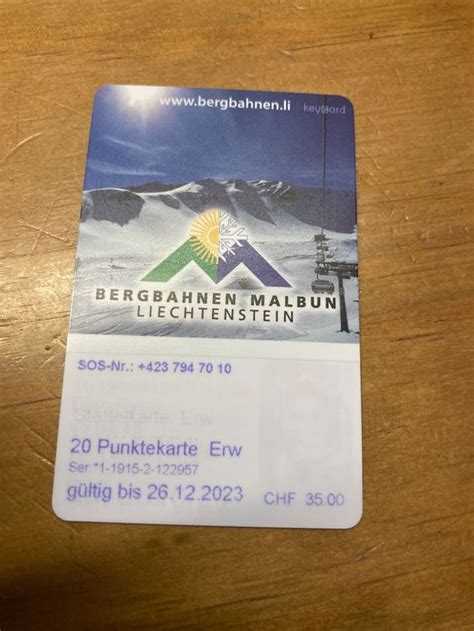 www.bergbahnen.li
keycard
BERGBAHNEN MALBUN
LIECHTENSTEIN
SOS-Nr.: +423 794 70 10
20 Punktekarte Erw
Ser *1-1915-2-122957
gültig bis 26.12.2023 CHF 35.00